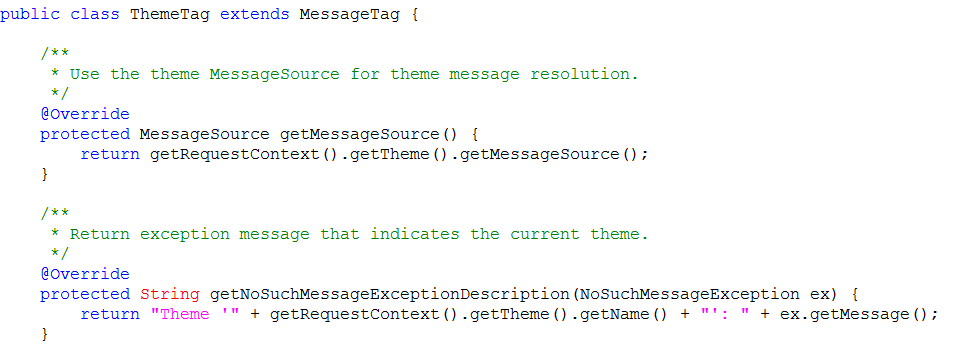 public class ThemeTag extends MessageTag {
/**
* Use the theme MessageSource for theme message resolution.
*/
@Override
protected MessageSource getMessageSource() {
return getRequestContext().getTheme().getMessageSource();
}
/**
* Return exception message that indicates the current theme.
*/
@Override
protected String getNoSuchMessageExceptionDescription(NoSuchMessageException ex) {
return "Theme '" + getRequestContext().getTheme().getName() + "': " + ex.getMessage();
}